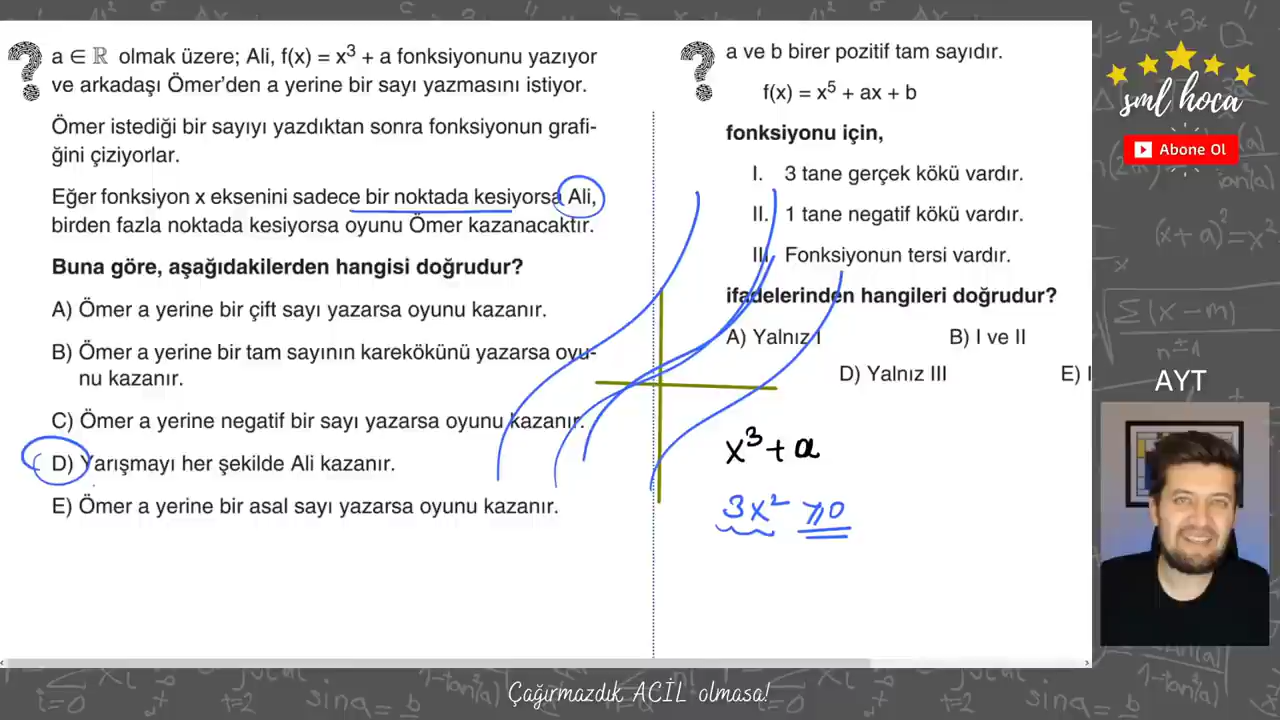 a ∈ ℝ olmak üzere; Ali, f(x) = x³ + a fonksiyonunu yazıyor
ve arkadaşı Ömer'den a yerine bir sayı yazmasını istiyor.
Ömer istediği bir sayıyı yazdıktan sonra fonksiyonun grafi-
ğini çiziyorlar.
Eğer fonksiyon x eksenini sadece bir noktada kesiyorsa Ali,
birden fazla noktada kesiyorsa oyunu Ömer kazanacaktır.
Buna göre, aşağıdakilerden hangisi doğrudur?
A) Ömer a yerine bir çift sayı yazarsa oyunu kazanır.
B) Ömer a yerine bir tam sayının karekökünü yazarsa oyu-
nu kazanır.
C) Ömer a yerine negatif bir sayı yazarsa oyunu kazanır.
D) Yarışmayı her şekilde Ali kazanır.
E) Ömer a yerine bir asal sayı yazarsa oyunu kazanır.
a ve b birer pozitif tam sayıdır.
f(x) = x⁵ + ax + b
fonksiyonu için,
I. 3 tane gerçek kökü vardır.
II. 1 tane negatif kökü vardır.
III. Fonksiyonun tersi vardır.
ifadelerinden hangileri doğrudur?
A) Yalnız I B) I ve II
D) Yalnız III E) I
x³ + a
3x² ≥0
sml hoca
Abone Ol
AYT
Çağırmazdık ACİL olmasa!